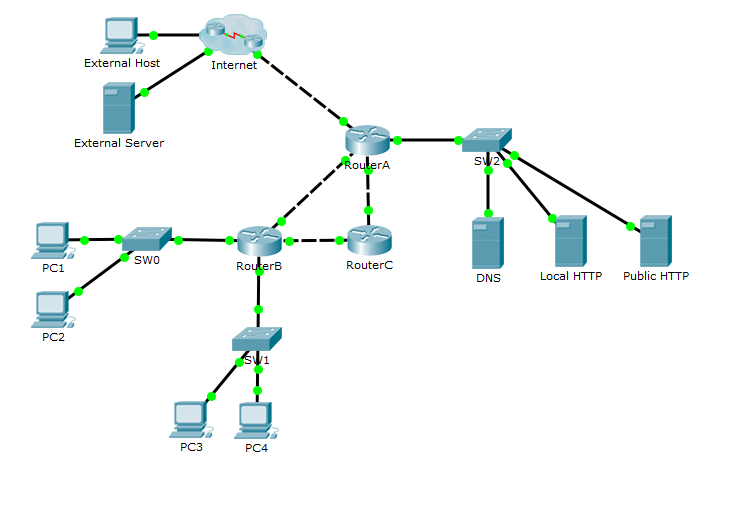 External Host
Internet
External Server
RouterA
SW2
PC1
SW0
RouterB
RouterC
DNS
Local HTTP
Public HTTP
PC2
SW1
PC3
PC4